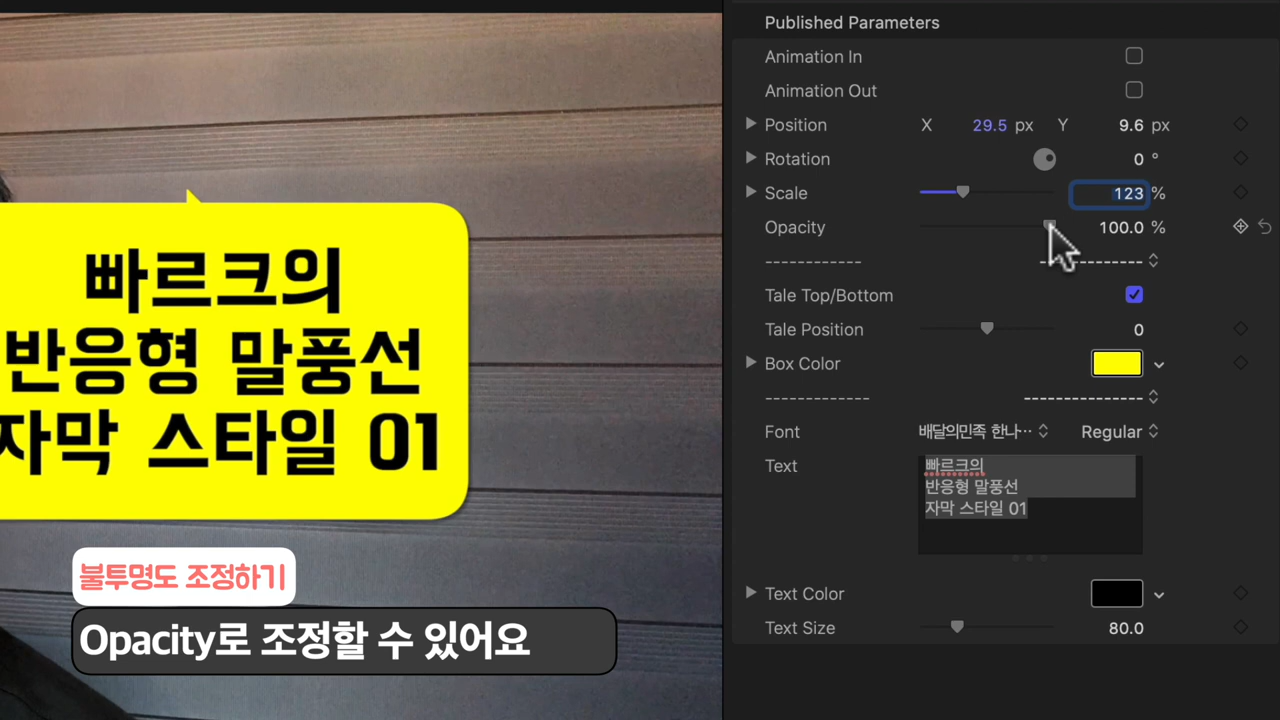 빠르크의
반응형 말풍선
자막 스타일 01
불투명도 조정하기
Opacity로 조정할 수 있어요
Published Parameters
Animation In
Animation Out
Position X 29.5 px Y 9.6 px
Rotation 0 °
Scale 123 %
Opacity 100.0 %
------------ ------------
Tale Top/Bottom
Tale Position 0
Box Color
------------- ---------------
Font 배달의민족 한나… Regular
Text 빠르크의
반응형 말풍선
자막 스타일 01
Text Color
Text Size 80.0